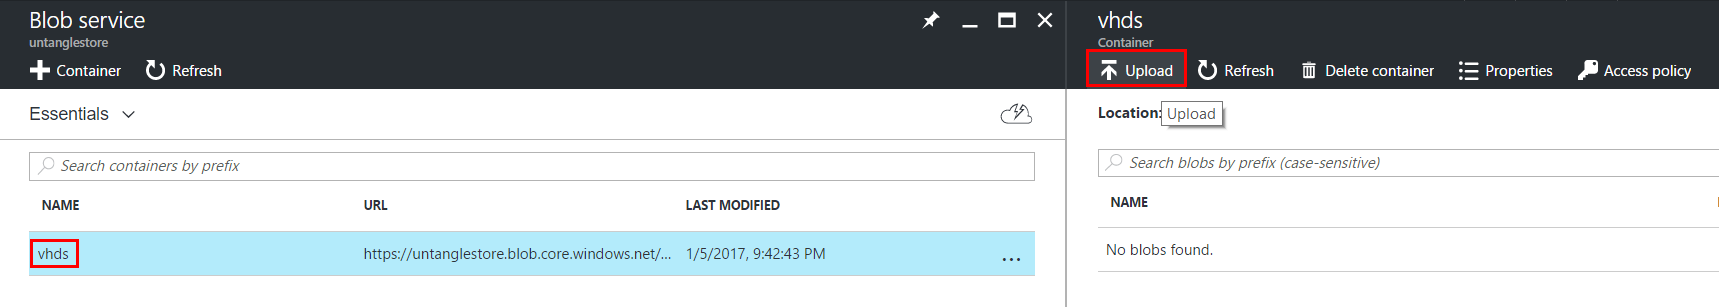 Blob service
untanglestore
Container
Refresh
Essentials
Search containers by prefix
NAME URL LAST MODIFIED
vhds https://untanglestore.blob.core.windows.net/... 1/5/2017, 9:42:43 PM ...
vhds
Container
Upload Refresh Delete container Properties Access policy
Location:
Upload
Search blobs by prefix (case-sensitive)
NAME
No blobs found.